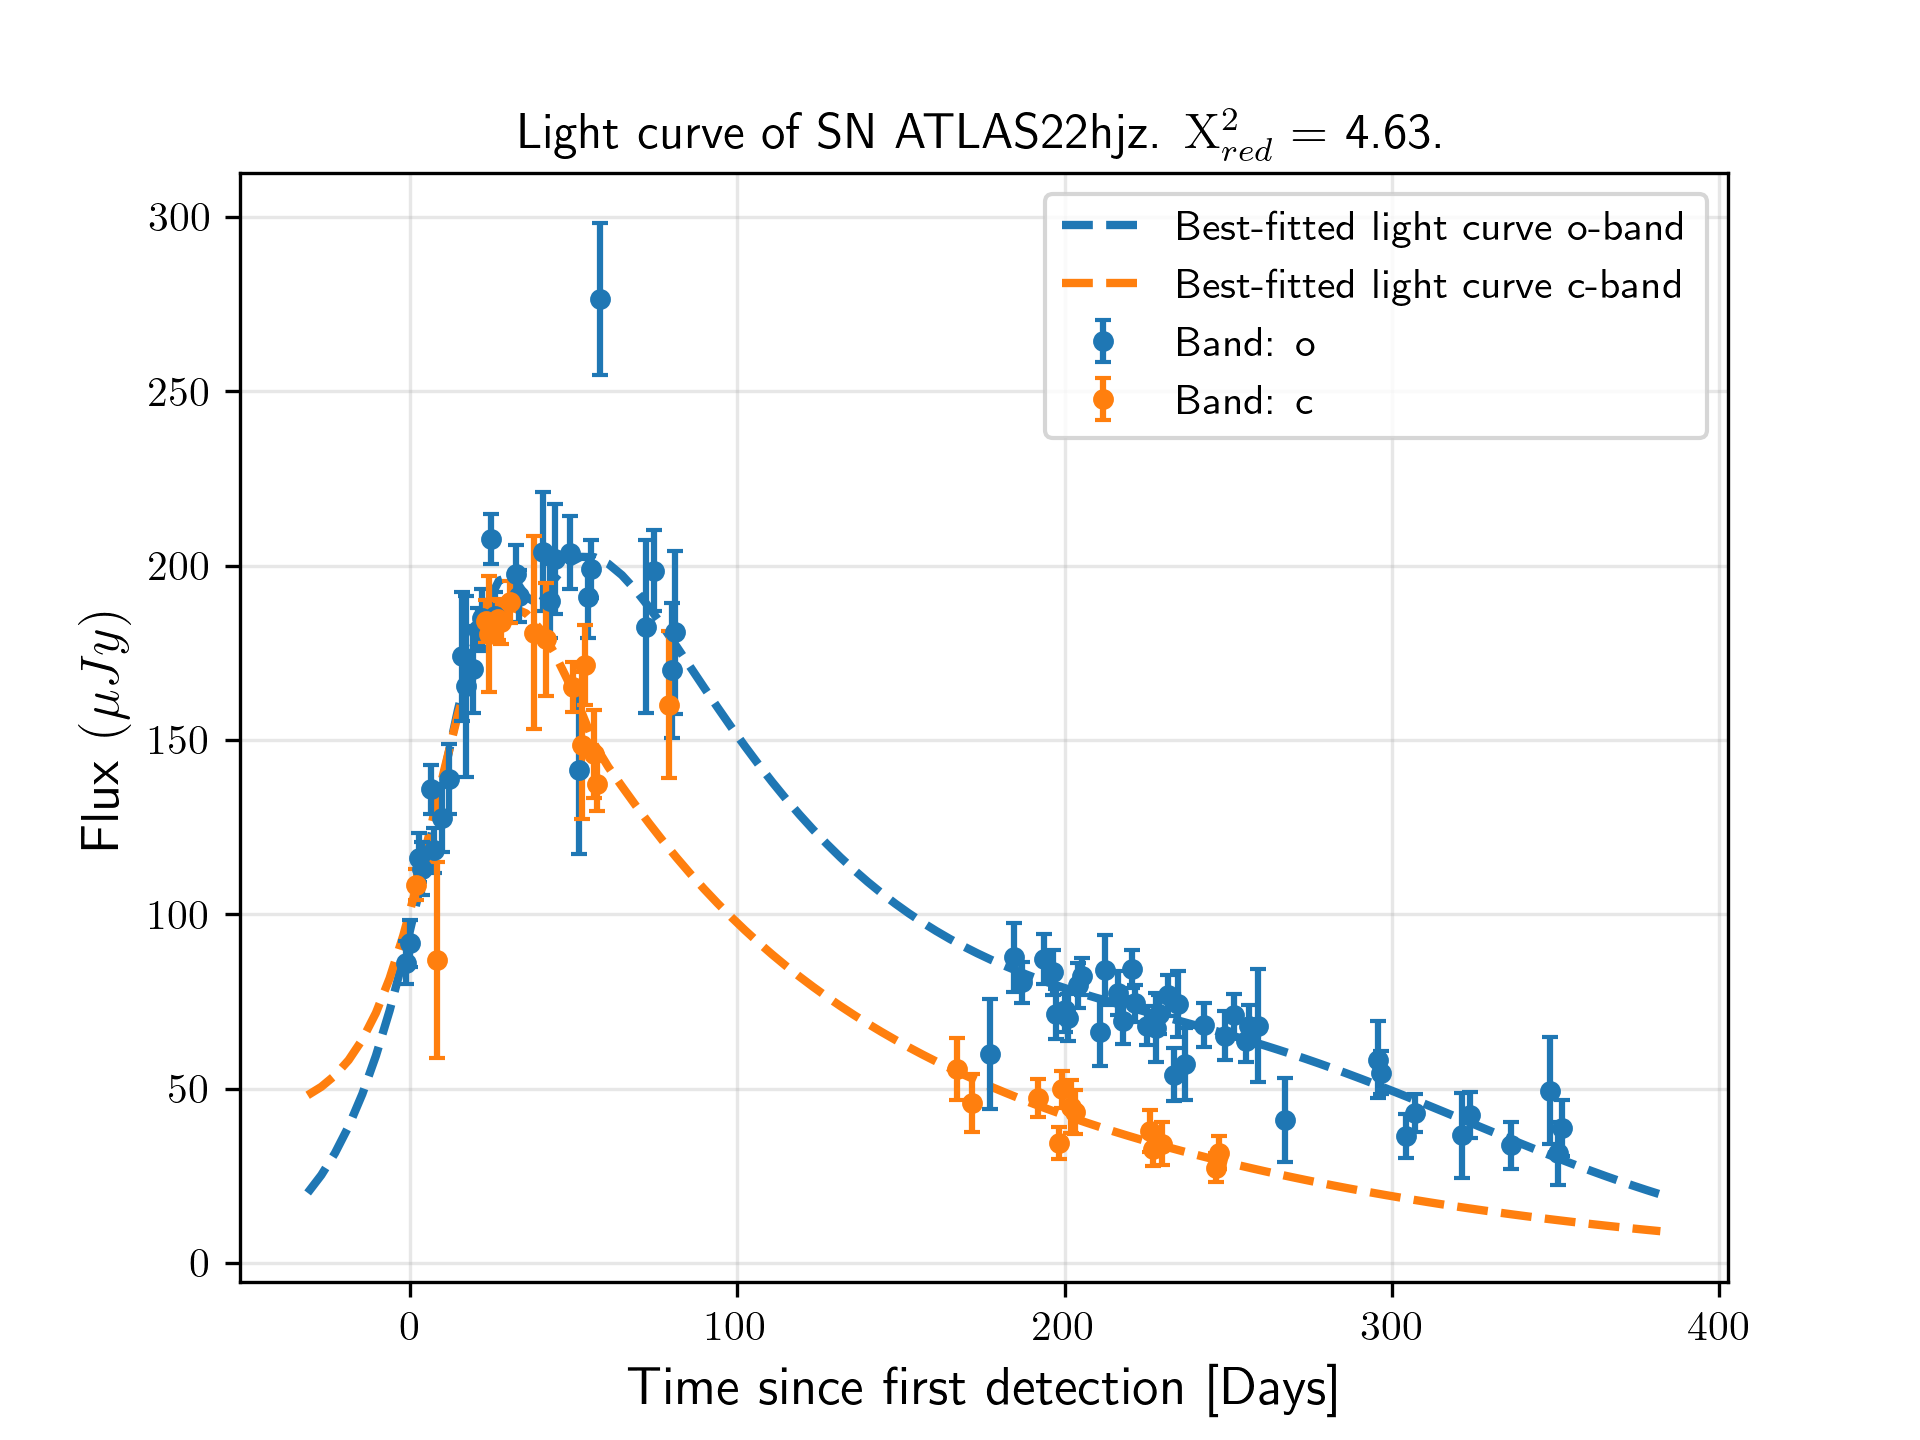 Light curve of SN ATLAS22hjz. Χ²_red = 4.63.
Best-fitted light curve o-band
Best-fitted light curve c-band
Band: o
Band: c
300
250
200
150
100
50
0
Flux (μJy)
0 100 200 300 400
Time since first detection [Days]